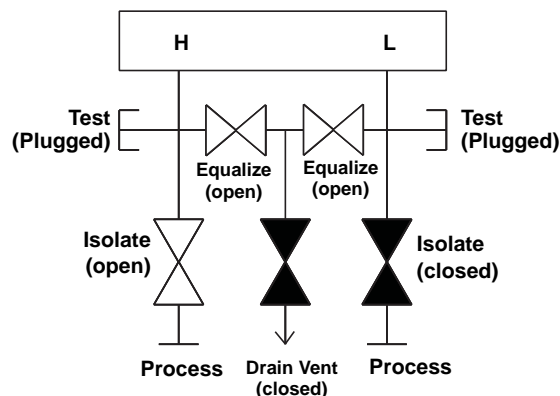 H
L
Test
(Plugged)
Test
(Plugged)
Equalize
(open)
Equalize
(open)
Isolate
(open)
Isolate
(closed)
Process
Drain Vent
(closed)
Process